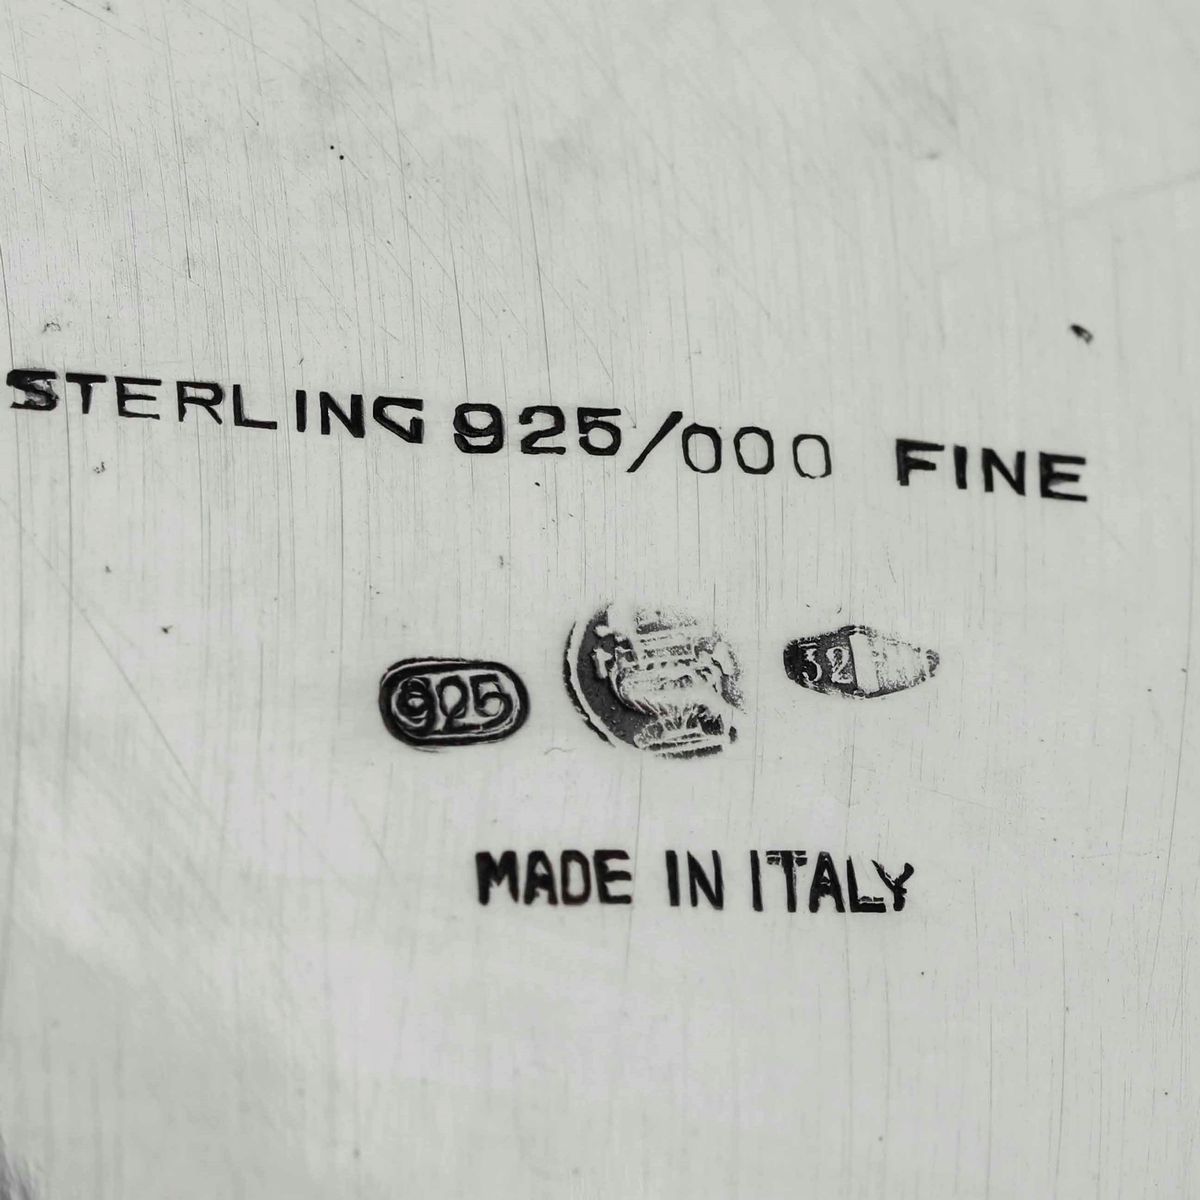 STERLING 925/000 FINE
925
32
MADE IN ITALY